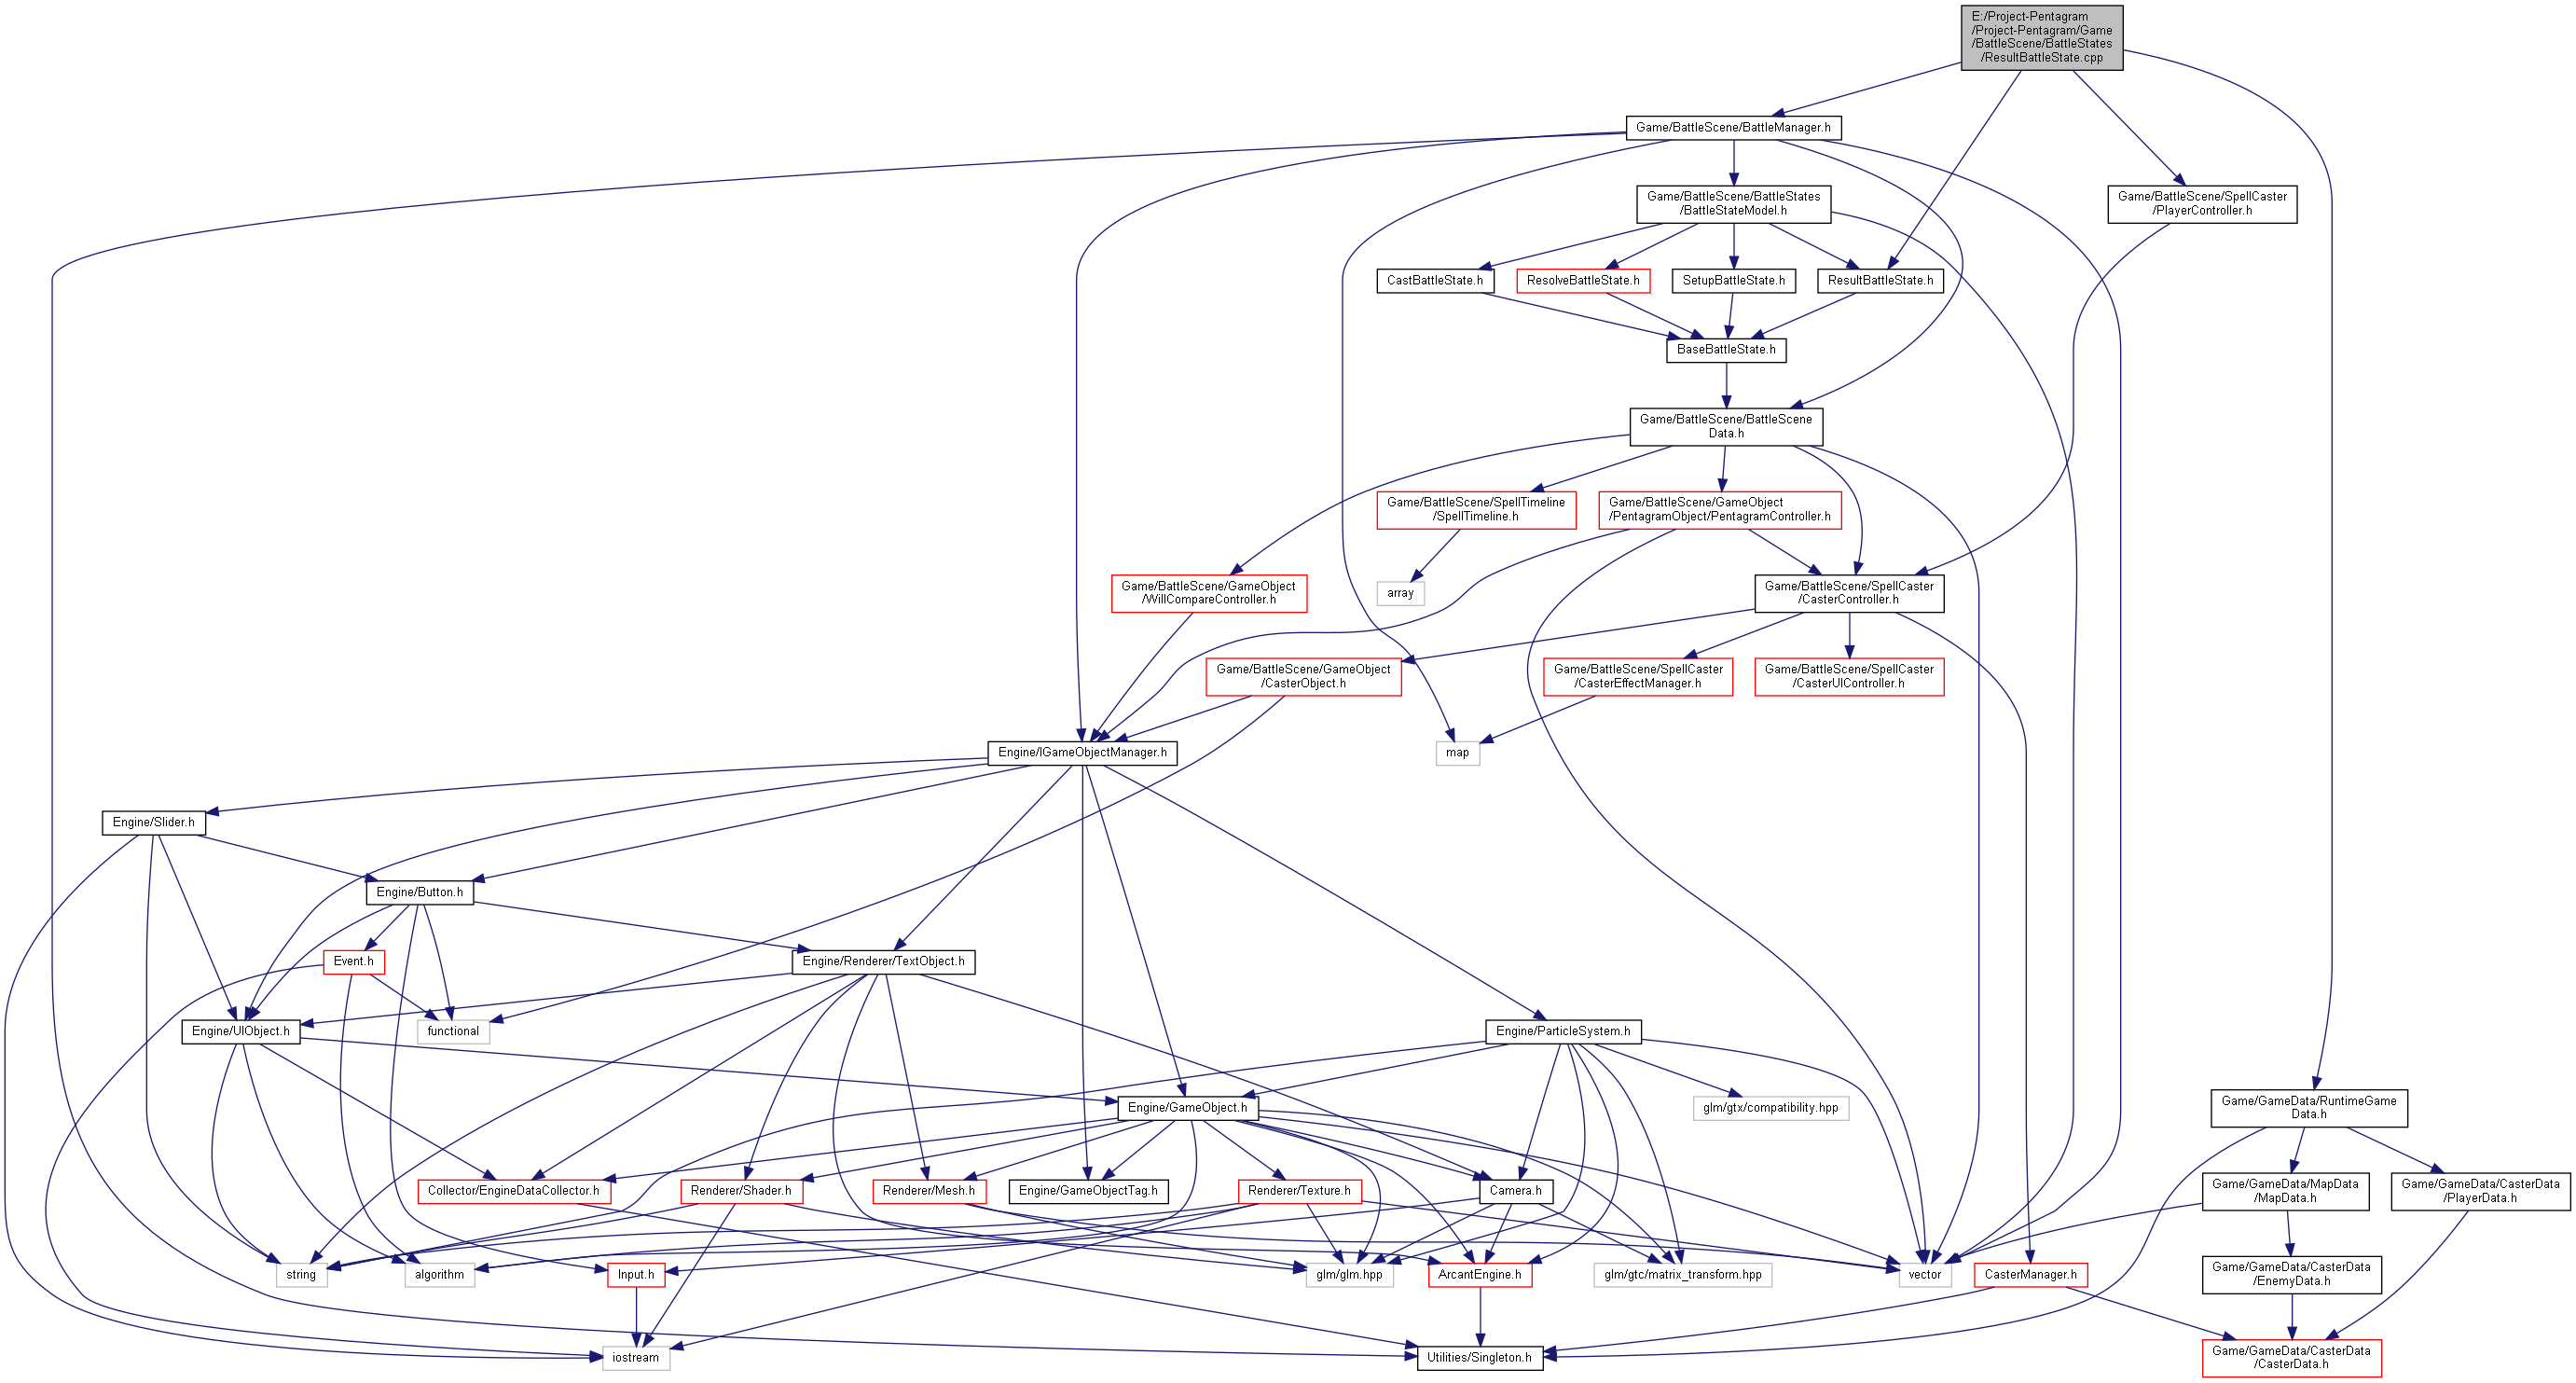 E:/Project-Pentagram
/Project-Pentagram/Game
/BattleScene/BattleStates
/ResultBattleState.cpp
Game/BattleScene/BattleManager.h
Game/BattleScene/BattleStates
/BattleStateModel.h
Game/BattleScene/SpellCaster
/PlayerController.h
CastBattleState.h
ResolveBattleState.h
SetupBattleState.h
ResultBattleState.h
BaseBattleState.h
Game/BattleScene/BattleScene
Data.h
Game/BattleScene/SpellTimeline
/SpellTimeline.h
Game/BattleScene/GameObject
/PentagramObject/PentagramController.h
Game/BattleScene/GameObject
/WillCompareController.h
array
Game/BattleScene/SpellCaster
/CasterController.h
Game/BattleScene/GameObject
/CasterObject.h
Game/BattleScene/SpellCaster
/CasterEffectManager.h
Game/BattleScene/SpellCaster
/CasterUIController.h
Engine/IGameObjectManager.h
map
Engine/Slider.h
Engine/Button.h
Event.h
Engine/Renderer/TextObject.h
Engine/UIObject.h
functional
Engine/ParticleSystem.h
Engine/GameObject.h
glm/gtx/compatibility.hpp
Game/GameData/RuntimeGame
Data.h
Collector/EngineDataCollector.h
Renderer/Shader.h
Renderer/Mesh.h
Engine/GameObjectTag.h
Renderer/Texture.h
Camera.h
Game/GameData/MapData
/MapData.h
Game/GameData/CasterData
/PlayerData.h
string
algorithm
Input.h
glm/glm.hpp
ArcantEngine.h
glm/gtc/matrix_transform.hpp
vector
CasterManager.h
Game/GameData/CasterData
/EnemyData.h
iostream
Utilities/Singleton.h
Game/GameData/CasterData
/CasterData.h